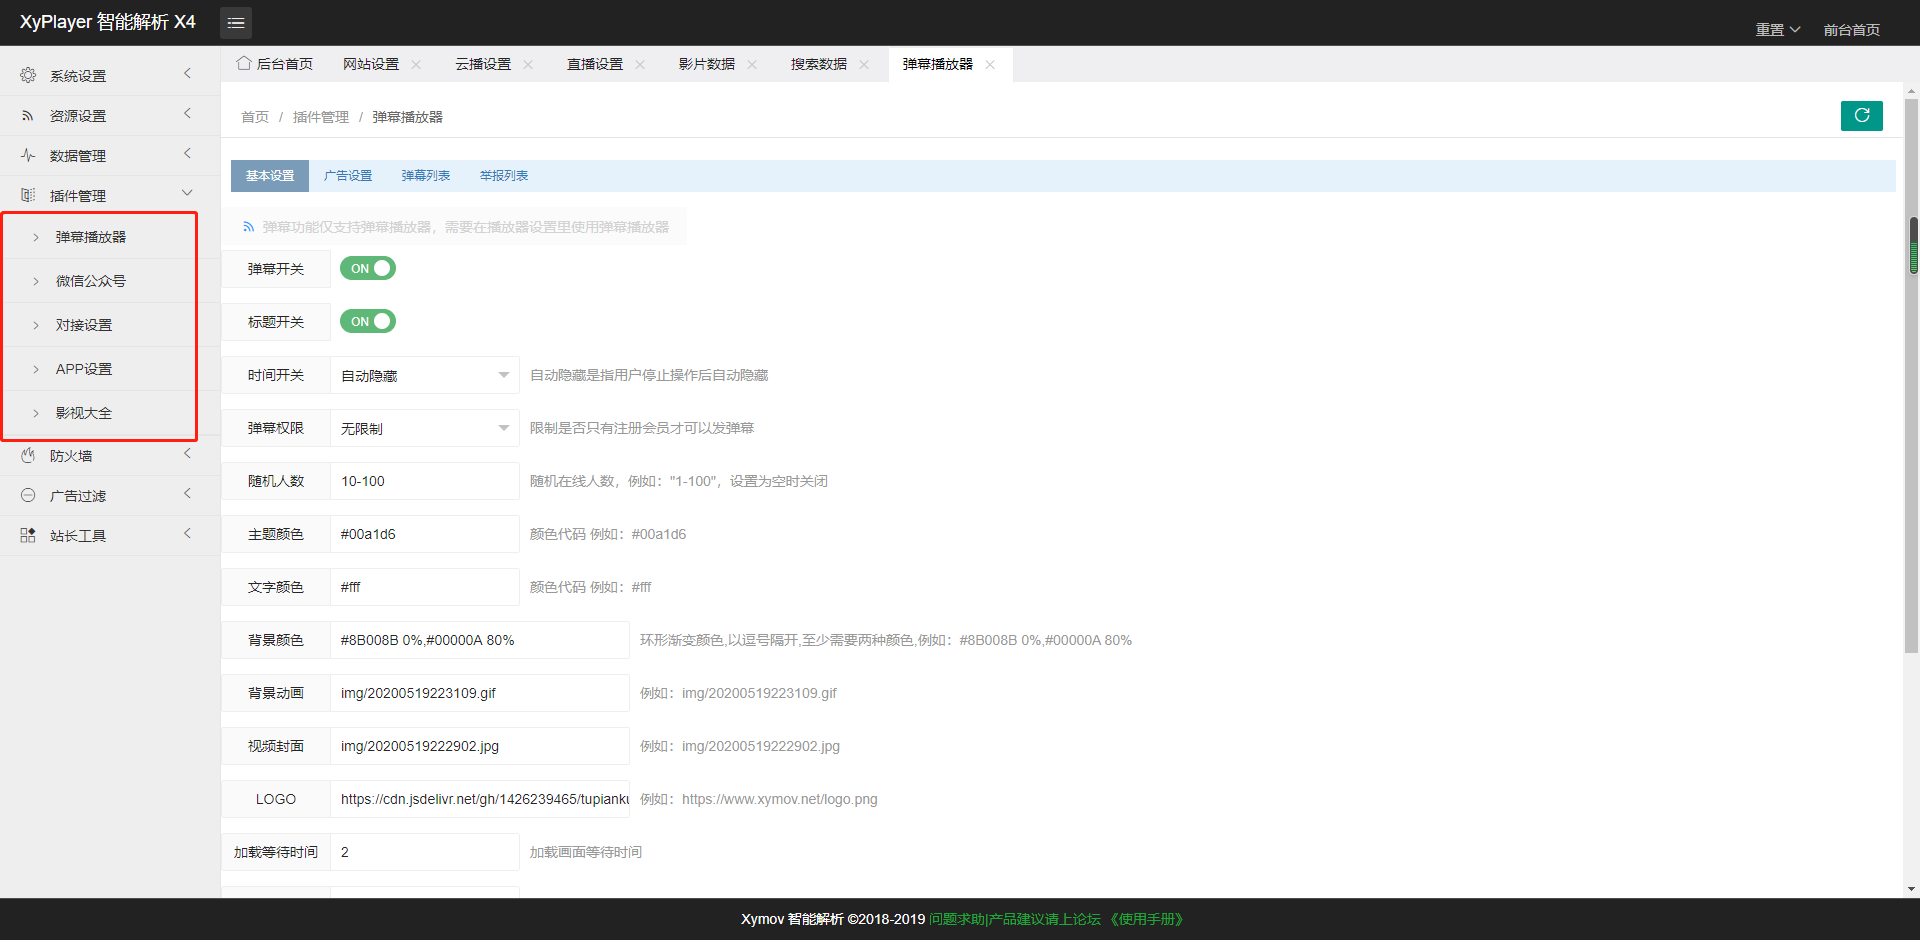 XyPlayer 智能解析 X4
重置
前台首页
系统设置
资源设置
数据管理
插件管理
弹幕播放器
微信公众号
对接设置
APP设置
影视大全
防火墙
广告过滤
站长工具
后台首页
网站设置
云播设置
直播设置
影片数据
搜索数据
弹幕播放器
首页 / 插件管理 / 弹幕播放器
基本设置
广告设置
弹幕列表
举报列表
弹幕功能仅支持弹幕播放器，需要在播放器设置里使用弹幕播放器
弹幕开关 ON
标题开关 ON
时间开关 自动隐藏 自动隐藏是指用户停止操作后自动隐藏
弹幕权限 无限制 限制是否只有注册会员才可以发弹幕
随机人数 10-100 随机在线人数，例如："1-100"，设置为空时关闭
主题颜色 #00a1d6 颜色代码 例如：#00a1d6
文字颜色 #fff 颜色代码 例如：#fff
背景颜色 #8B008B 0%,#00000A 80% 环形渐变颜色,以逗号隔开,至少需要两种颜色,例如：#8B008B 0%,#00000A 80%
背景动画 img/20200519223109.gif 例如：img/20200519223109.gif
视频封面 img/20200519222902.jpg 例如：img/20200519222902.jpg
LOGO https://cdn.jsdelivr.net/gh/1426239465/tupianku 例如：https://www.xymov.net/logo.png
加载等待时间 2 加载画面等待时间
Xymov 智能解析 ©2018-2019 问题求助|产品建议请上论坛 《使用手册》